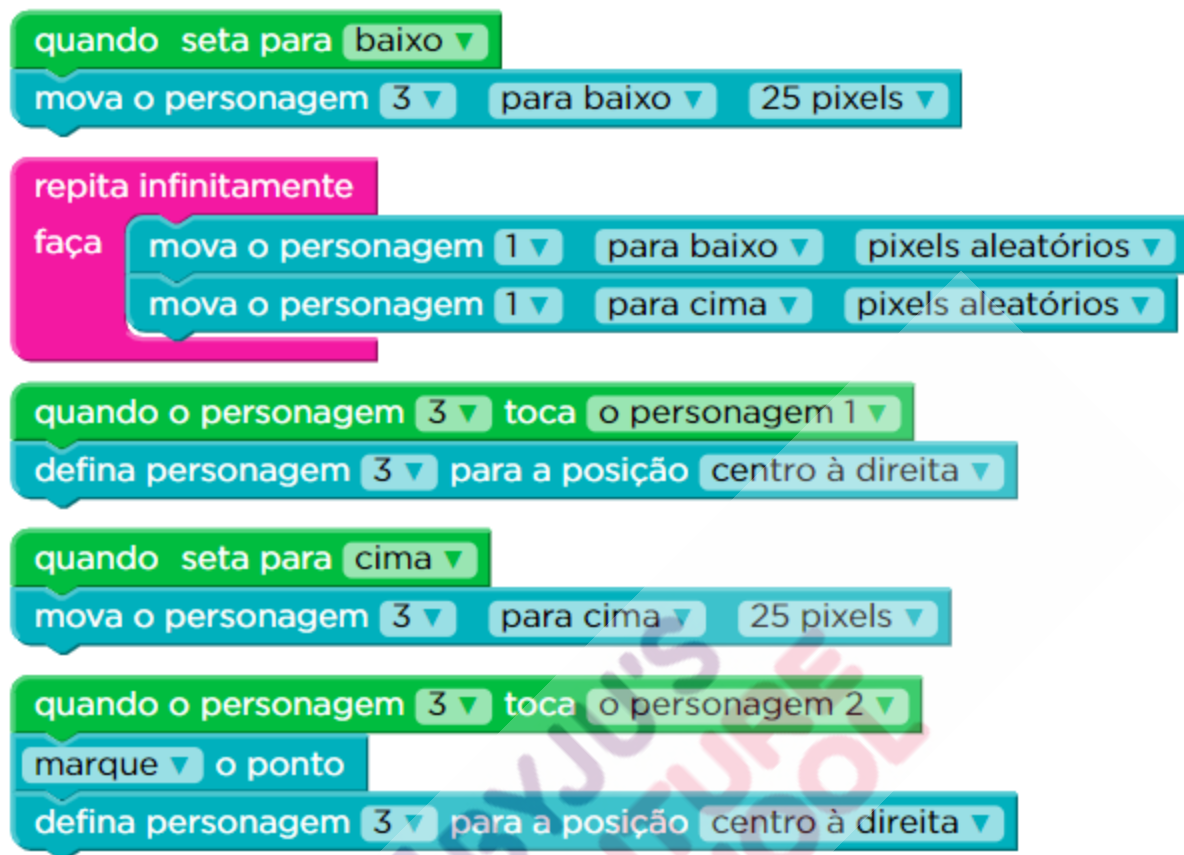 quando seta para baixo ▼
mova o personagem 3 ▼ para baixo ▼ 25 pixels ▼
repita infinitamente
faça mova o personagem 1 ▼ para baixo ▼ pixels aleatórios ▼
mova o personagem 1 ▼ para cima ▼ pixels aleatórios ▼
quando o personagem 3 ▼ toca o personagem 1 ▼
defina personagem 3 ▼ para a posição centro à direita ▼
quando seta para cima ▼
mova o personagem 3 ▼ para cima ▼ 25 pixels ▼
quando o personagem 3 ▼ toca o personagem 2 ▼
marque ▼ o ponto
defina personagem 3 ▼ para a posição centro à direita ▼
BYJU'S